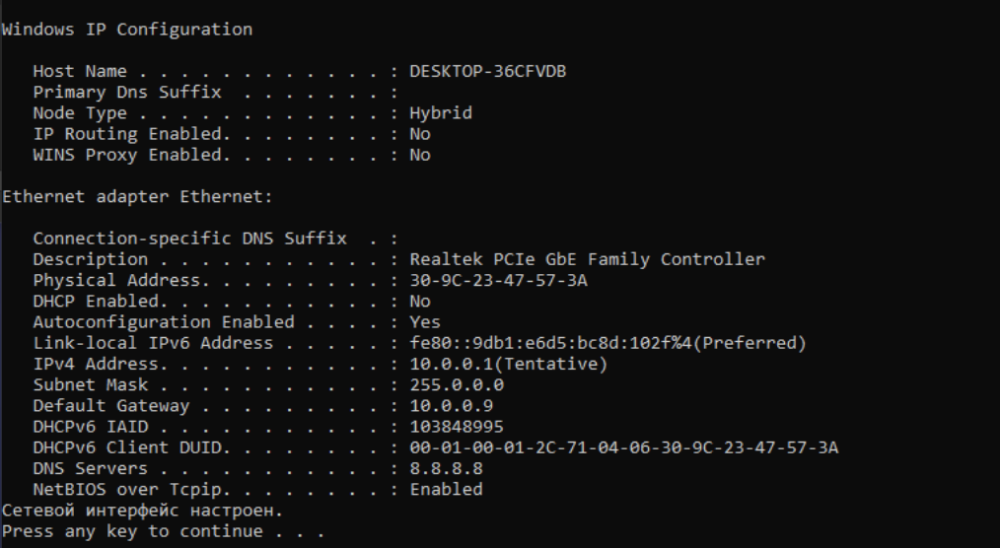 Windows IP Configuration
Host Name . . . . . . . . . . . . : DESKTOP-36CFVDB
Primary Dns Suffix  . . . . . . . :
Node Type . . . . . . . . . . . . : Hybrid
IP Routing Enabled. . . . . . . . : No
WINS Proxy Enabled. . . . . . . . : No
Ethernet adapter Ethernet:
Connection-specific DNS Suffix  . :
Description . . . . . . . . . . . : Realtek PCIe GbE Family Controller
Physical Address. . . . . . . . . : 30-9C-23-47-57-3A
DHCP Enabled. . . . . . . . . . . : No
Autoconfiguration Enabled . . . . : Yes
Link-local IPv6 Address . . . . . : fe80::9db1:e6d5:bc8d:102f%4(Preferred)
IPv4 Address. . . . . . . . . . . : 10.0.0.1(Tentative)
Subnet Mask . . . . . . . . . . . : 255.0.0.0
Default Gateway . . . . . . . . . : 10.0.0.9
DHCPv6 IAID . . . . . . . . . . . : 103848995
DHCPv6 Client DUID. . . . . . . . : 00-01-00-01-2C-71-04-06-30-9C-23-47-57-3A
DNS Servers . . . . . . . . . . . : 8.8.8.8
NetBIOS over Tcpip. . . . . . . . : Enabled
Сетевой интерфейс настроен.
Press any key to continue . . .